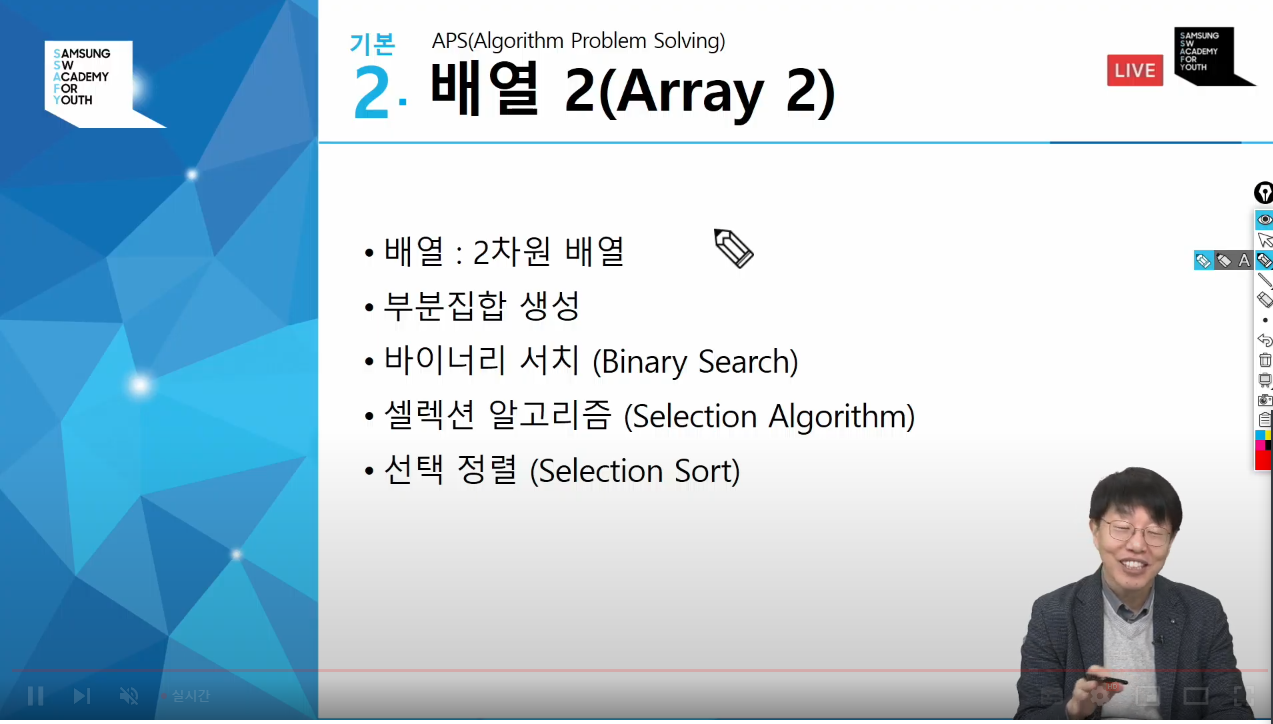 SAMSUNG
SW
ACADEMY
FOR
YOUTH
기본
2.
APS(Algorithm Problem Solving)
배열 2(Array 2)
LIVE
SAMSUNG
SW
ACADEMY
FOR
YOUTH
• 배열 : 2차원 배열
• 부분집합 생성
• 바이너리 서치 (Binary Search)
• 셀렉션 알고리즘 (Selection Algorithm)
• 선택 정렬 (Selection Sort)
A
실시간
HD